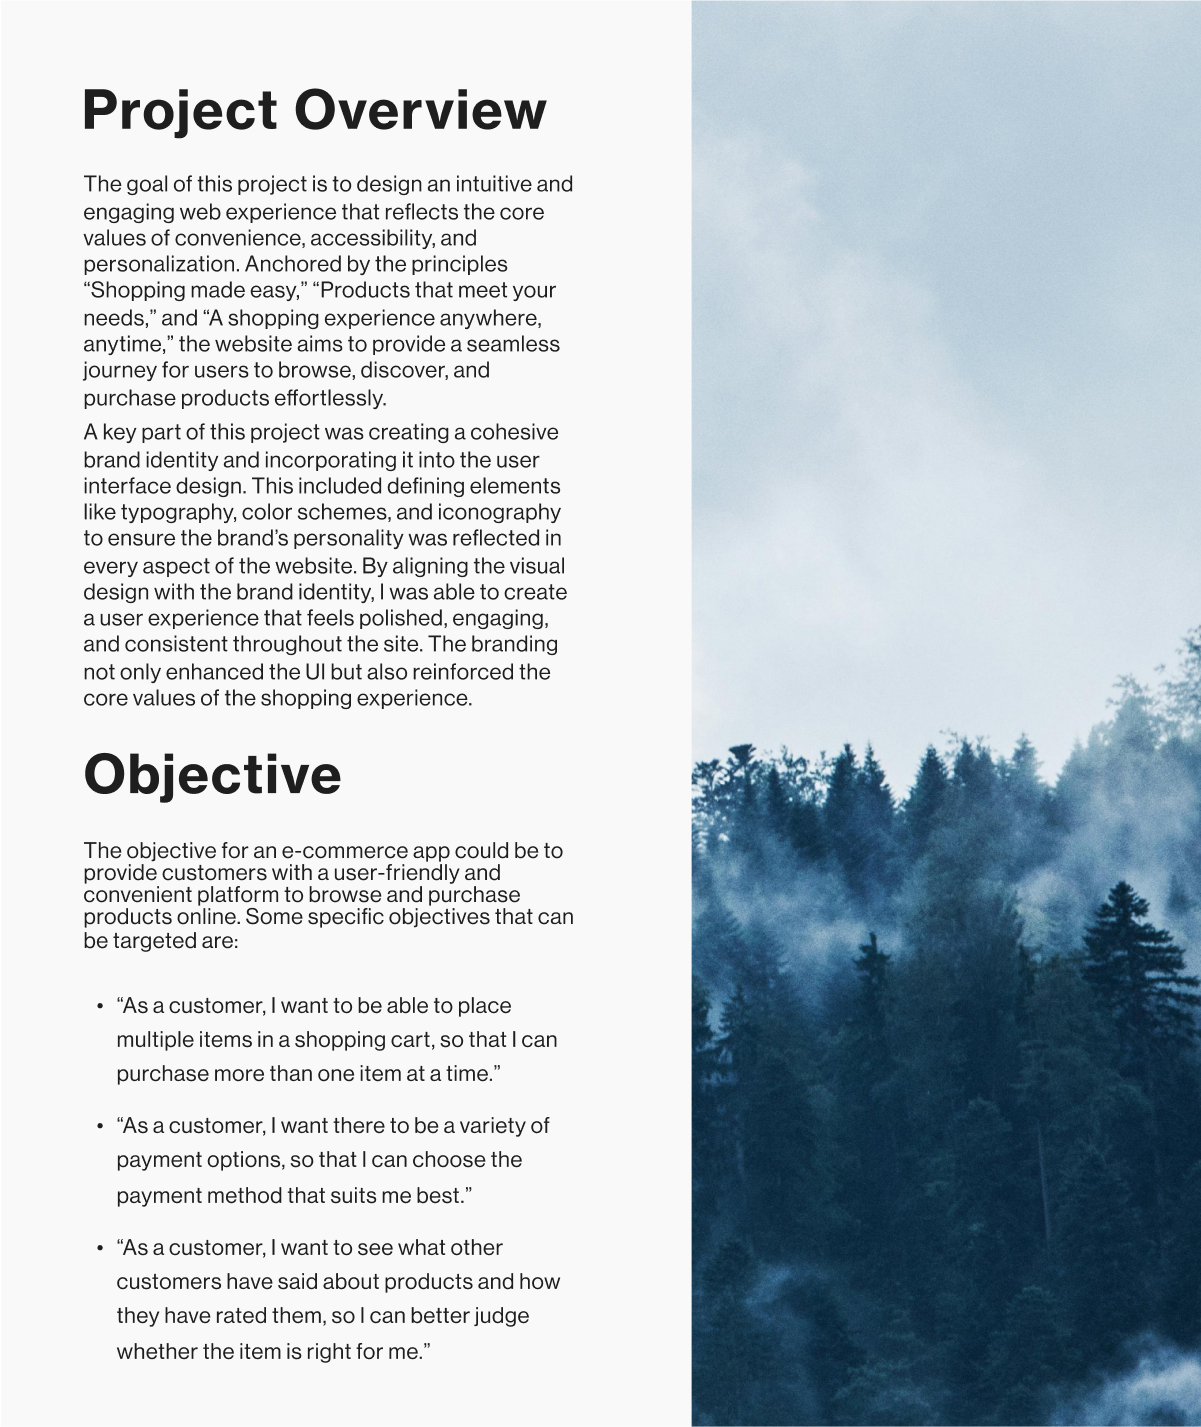 Project Overview
The goal of this project is to design an intuitive and
engaging web experience that reflects the core
values of convenience, accessibility, and
personalization. Anchored by the principles
“Shopping made easy,” “Products that meet your
needs,” and “A shopping experience anywhere,
anytime,” the website aims to provide a seamless
journey for users to browse, discover, and
purchase products effortlessly.
A key part of this project was creating a cohesive
brand identity and incorporating it into the user
interface design. This included defining elements
like typography, color schemes, and iconography
to ensure the brand’s personality was reflected in
every aspect of the website. By aligning the visual
design with the brand identity, I was able to create
a user experience that feels polished, engaging,
and consistent throughout the site. The branding
not only enhanced the UI but also reinforced the
core values of the shopping experience.
Objective
The objective for an e-commerce app could be to
provide customers with a user-friendly and
convenient platform to browse and purchase
products online. Some specific objectives that can
be targeted are:
• “As a customer, I want to be able to place
multiple items in a shopping cart, so that I can
purchase more than one item at a time.”
• “As a customer, I want there to be a variety of
payment options, so that I can choose the
payment method that suits me best.”
• “As a customer, I want to see what other
customers have said about products and how
they have rated them, so I can better judge
whether the item is right for me.”